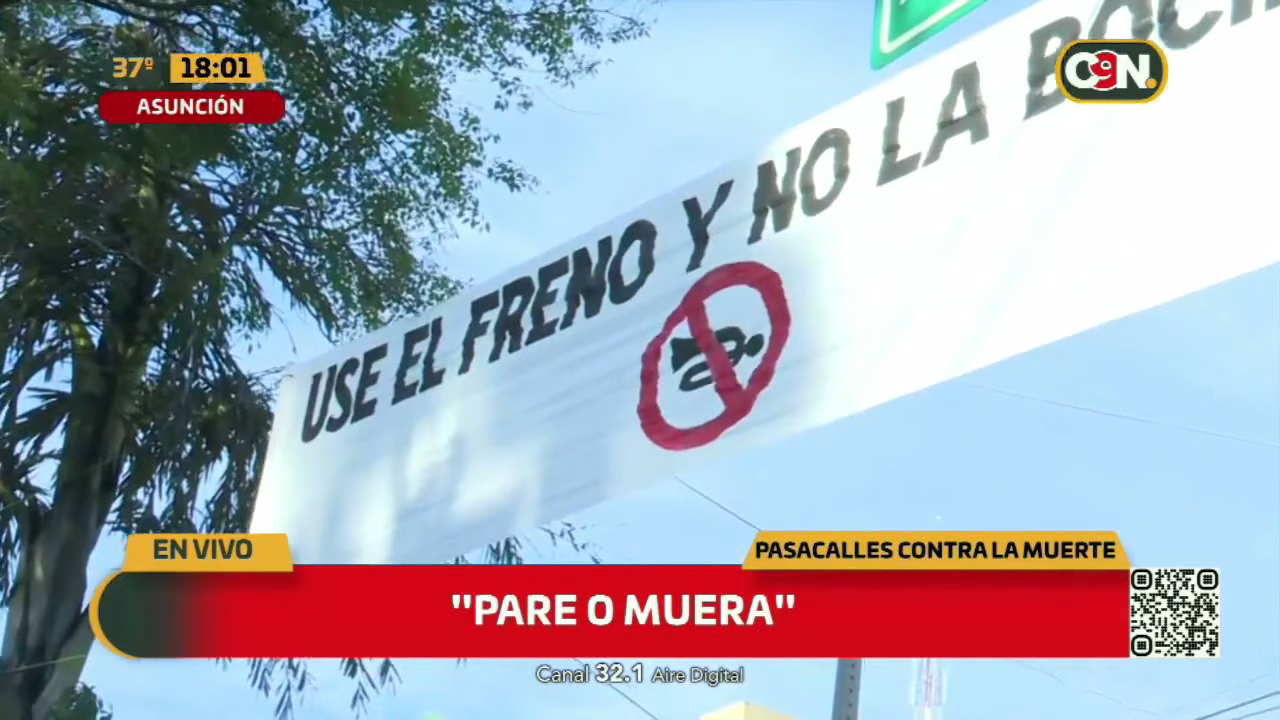 37º 18:01
ASUNCIÓN
C9N.
USE EL FRENO Y NO LA
EN VIVO
PASACALLES CONTRA LA MUERTE
"PARE O MUERA"
Canal 32.1 Aire Digital